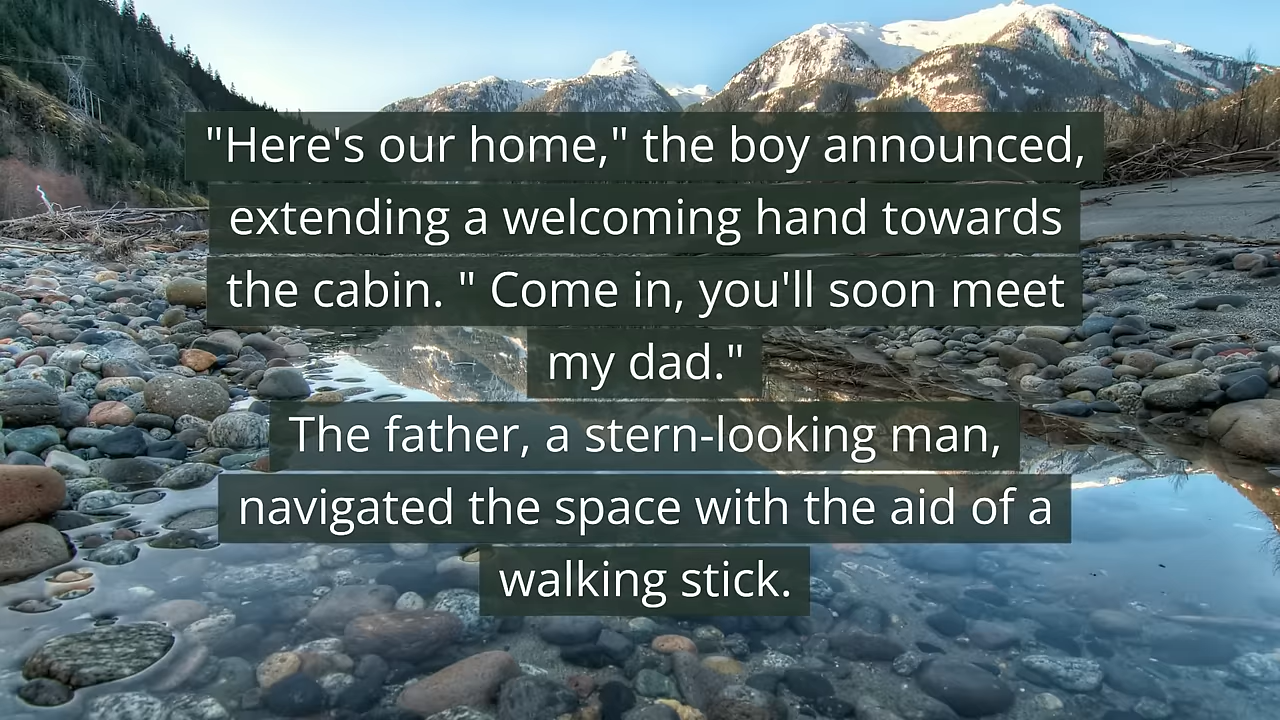 "Here's our home," the boy announced,
extending a welcoming hand towards
the cabin. " Come in, you'll soon meet
my dad."
The father, a stern-looking man,
navigated the space with the aid of a
walking stick.